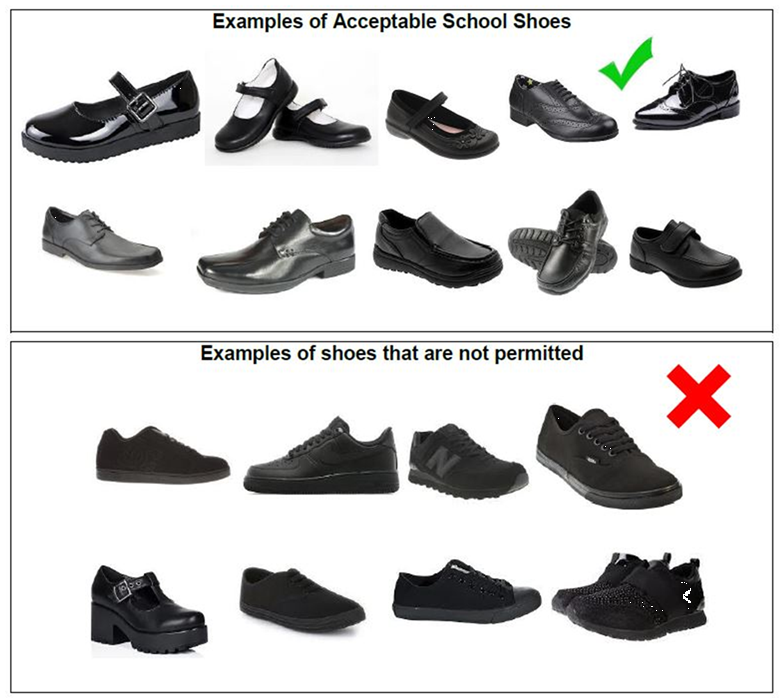 Examples of Acceptable School Shoes
Examples of shoes that are not permitted
N